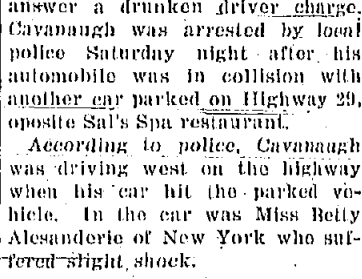 answer a drunken driver charge.
Cavanaugh was arrested by local
police Saturday night after his
automobile was in collision with
another car parked on Highway 29,
oposite Sal's Spa restaurant.
According to police, Cavanaugh
was driving west on the highway
when his car hit the parked ve-
hicle. In the car was Miss Betty
Alesanderie of New York who suf-
fered slight shock.